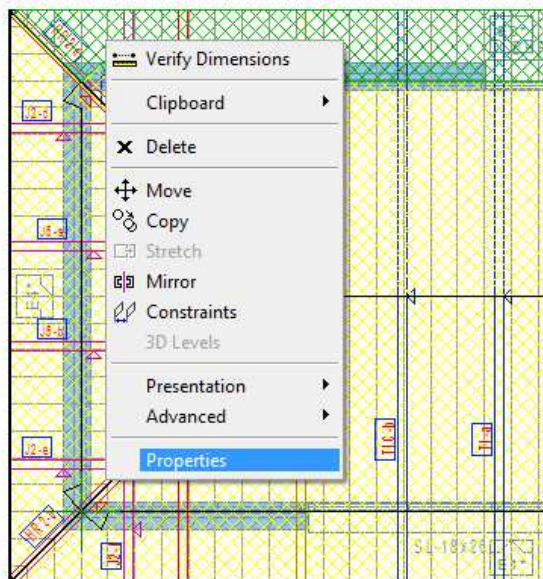 Verify Dimensions
Clipboard
Delete
Move
Copy
Stretch
Mirror
Constraints
3D Levels
Presentation
Advanced
Properties
J2-d
J5-a
J5-b
J2-a
T1C-b
T1-a